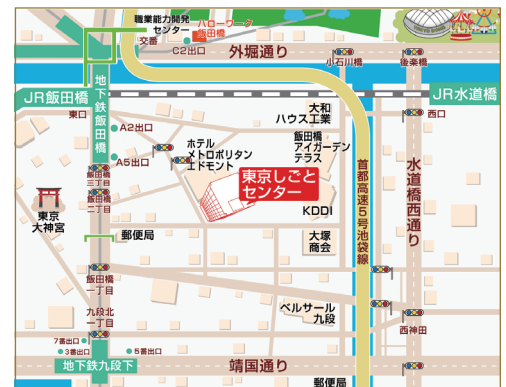 職業能力開発
センター
ハローワーク
飯田橋
交番
C2出口
外堀通り
小石川橋
後楽橋
TOKYO DOME
JR飯田橋
JR水道橋
地下鉄飯田橋
東口
西口
A2出口
大和
ハウス工業
ホテル
メトロポリタン
エドモント
飯田橋
アイガーデン
テラス
A5出口
飯田橋
三丁目
東京しごと
センター
首都高速5号池袋線
水道橋西通り
飯田橋
二丁目
東京
大神宮
KDDI
郵便局
大塚
商会
飯田橋
一丁目
ベルサール
九段
九段北
一丁目
西神田
7番出口
3番出口
5番出口
地下鉄九段下
靖国通り
郵便局